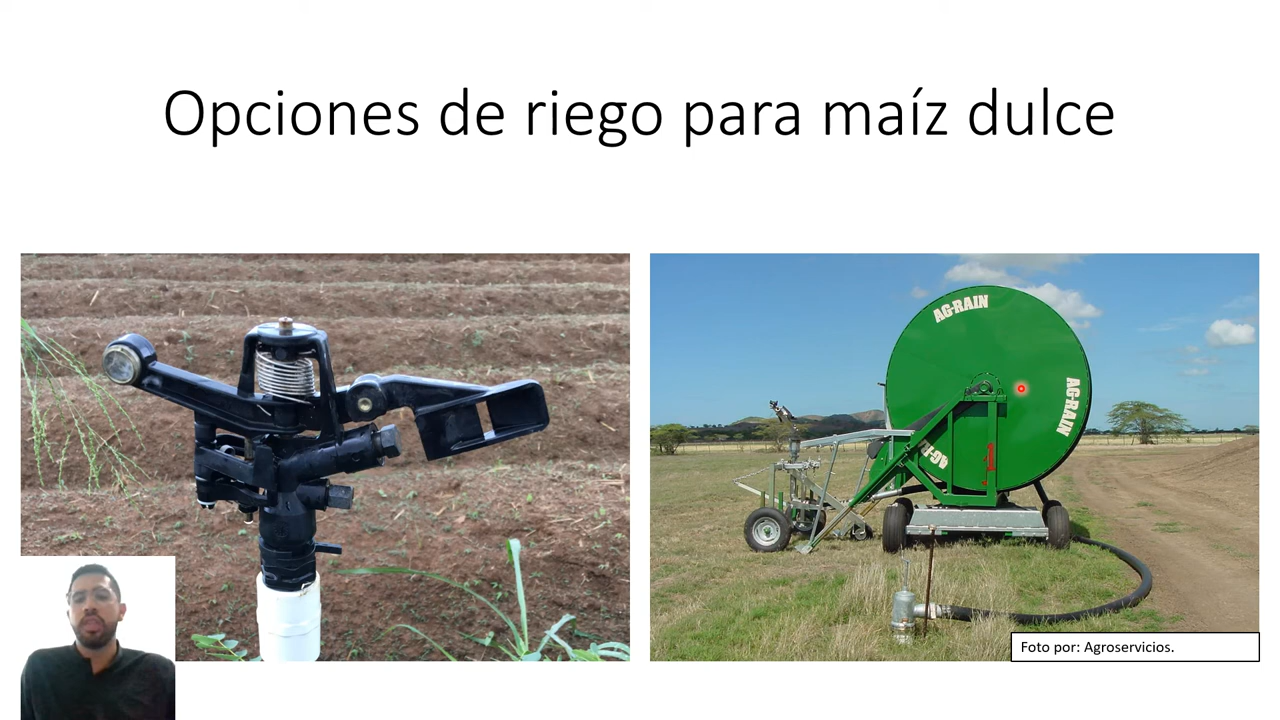 Opciones de riego para maíz dulce
AG-RAIN
AG-RAIN
Foto por: Agroservicios.